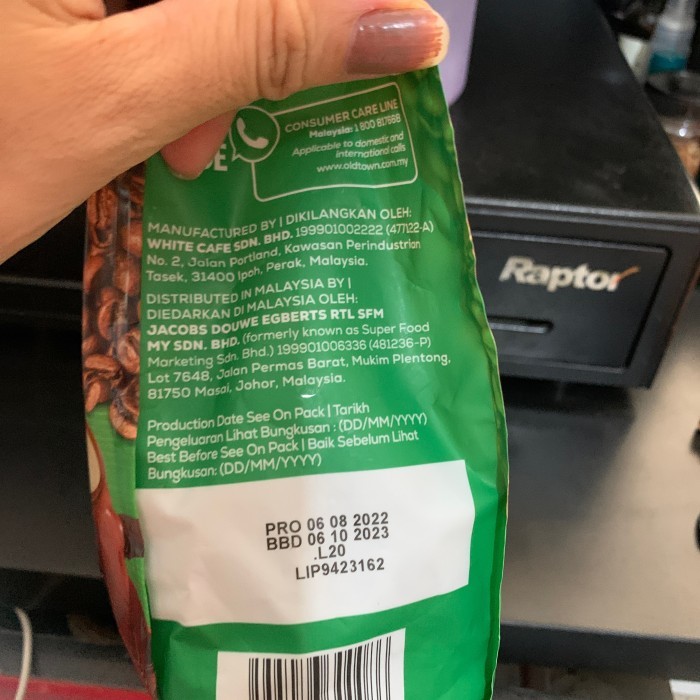 CONSUMER CARE LINE
Malaysia: 1 800 817888
Applicable to domestic and
international calls
www.oldtown.com.my
MANUFACTURED BY | DIKILANGKAN OLEH:
WHITE CAFE SDN. BHD. 199901002222 (477122-A)
No. 2, Jalan Portland, Kawasan Perindustrian
Tasek, 31400 Ipoh, Perak, Malaysia.
DISTRIBUTED IN MALAYSIA BY |
DIEDARKAN DI MALAYSIA OLEH:
JACOBS DOUWE EGBERTS RTL SFM
MY SDN. BHD. (formerly known as Super Food
Marketing Sdn. Bhd.) 199901006336 (481236-P)
Lot 7648, Jalan Permas Barat, Mukim Plentong,
81750 Masai, Johor, Malaysia.
Production Date See On Pack | Tarikh
Pengeluaran Lihat Bungkusan : (DD/MM/YYYY)
Best Before See On Pack | Baik Sebelum Lihat
Bungkusan: (DD/MM/YYYY)
PRO 06 08 2022
BBD 06 10 2023
.L20
LIP9423162
Raptor